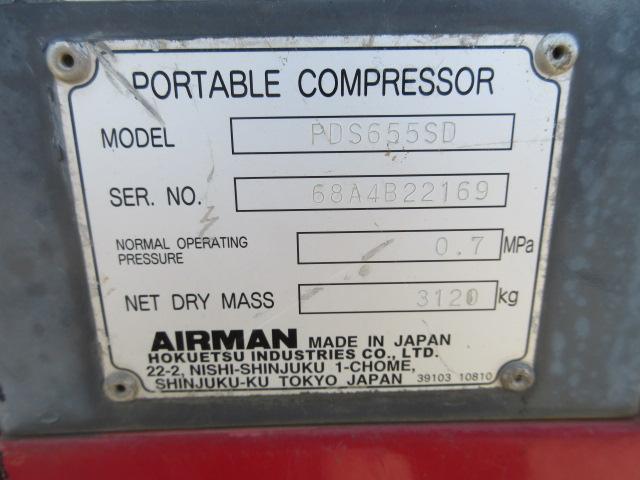 PORTABLE COMPRESSOR
MODEL PDS655SD
SER. NO. 68A4B22169
NORMAL OPERATING PRESSURE 0.7 MPa
NET DRY MASS 3120 kg
AIRMAN MADE IN JAPAN
HOKUETSU INDUSTRIES CO., LTD.
22-2, NISHI-SHINJUKU 1-CHOME,
SHINJUKU-KU TOKYO JAPAN 39103 10810